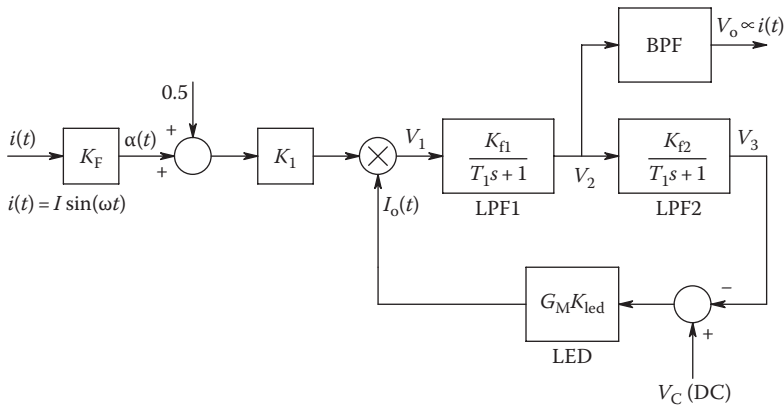 V_o ∝ i(t)
BPF
0.5
i(t)
K_F
α(t)
+
+
K_1
×
V_1
K_f1
T_1s + 1
LPF1
V_2
K_f2
T_1s + 1
LPF2
V_3
i(t) = I sin(ωt)
I_o(t)
G_M K_led
LED
−
+
V_C (DC)